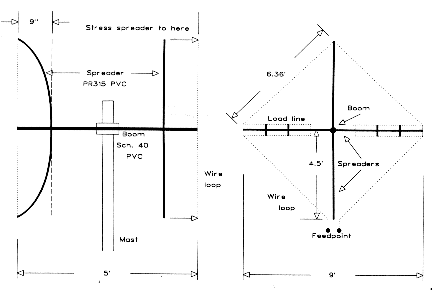 9"
Stress spreader to here
Spreader
PR315 PVC
Boom
Sch. 40
PVC
Wire
loop
Mast
5'
6.36'
Boom
Load line
4.5'
Spreaders
Wire
loop
Feedpoint
9'